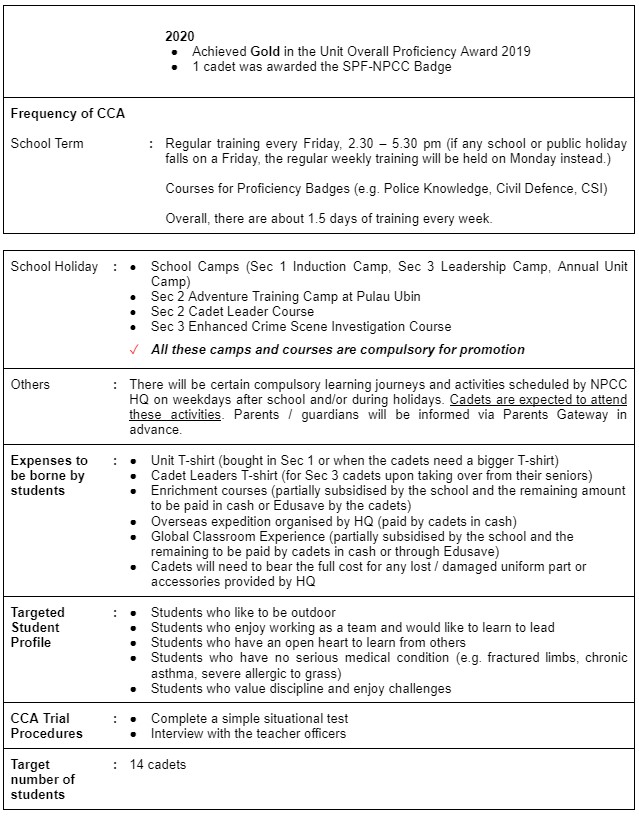 2020
● Achieved Gold in the Unit Overall Proficiency Award 2019
● 1 cadet was awarded the SPF-NPCC Badge
Frequency of CCA
School Term : Regular training every Friday, 2.30 – 5.30 pm (if any school or public holiday
falls on a Friday, the regular weekly training will be held on Monday instead.)
Courses for Proficiency Badges (e.g. Police Knowledge, Civil Defence, CSI)
Overall, there are about 1.5 days of training every week.
School Holiday : ● School Camps (Sec 1 Induction Camp, Sec 3 Leadership Camp, Annual Unit
Camp)
● Sec 2 Adventure Training Camp at Pulau Ubin
● Sec 2 Cadet Leader Course
● Sec 3 Enhanced Crime Scene Investigation Course
✓ All these camps and courses are compulsory for promotion
Others : There will be certain compulsory learning journeys and activities scheduled by NPCC
HQ on weekdays after school and/or during holidays. Cadets are expected to attend
these activities. Parents / guardians will be informed via Parents Gateway in
advance.
Expenses to : ● Unit T-shirt (bought in Sec 1 or when the cadets need a bigger T-shirt)
be borne by ● Cadet Leaders T-shirt (for Sec 3 cadets upon taking over from their seniors)
students ● Enrichment courses (partially subsidised by the school and the remaining amount
to be paid in cash or Edusave by the cadets)
● Overseas expedition organised by HQ (paid by cadets in cash)
● Global Classroom Experience (partially subsidised by the school and the
remaining to be paid by cadets in cash or through Edusave)
● Cadets will need to bear the full cost for any lost / damaged uniform part or
accessories provided by HQ
Targeted : ● Students who like to be outdoor
Student ● Students who enjoy working as a team and would like to learn to lead
Profile ● Students who have an open heart to learn from others
● Students who have no serious medical condition (e.g. fractured limbs, chronic
asthma, severe allergic to grass)
● Students who value discipline and enjoy challenges
CCA Trial : ● Complete a simple situational test
Procedures ● Interview with the teacher officers
Target : 14 cadets
number of
students